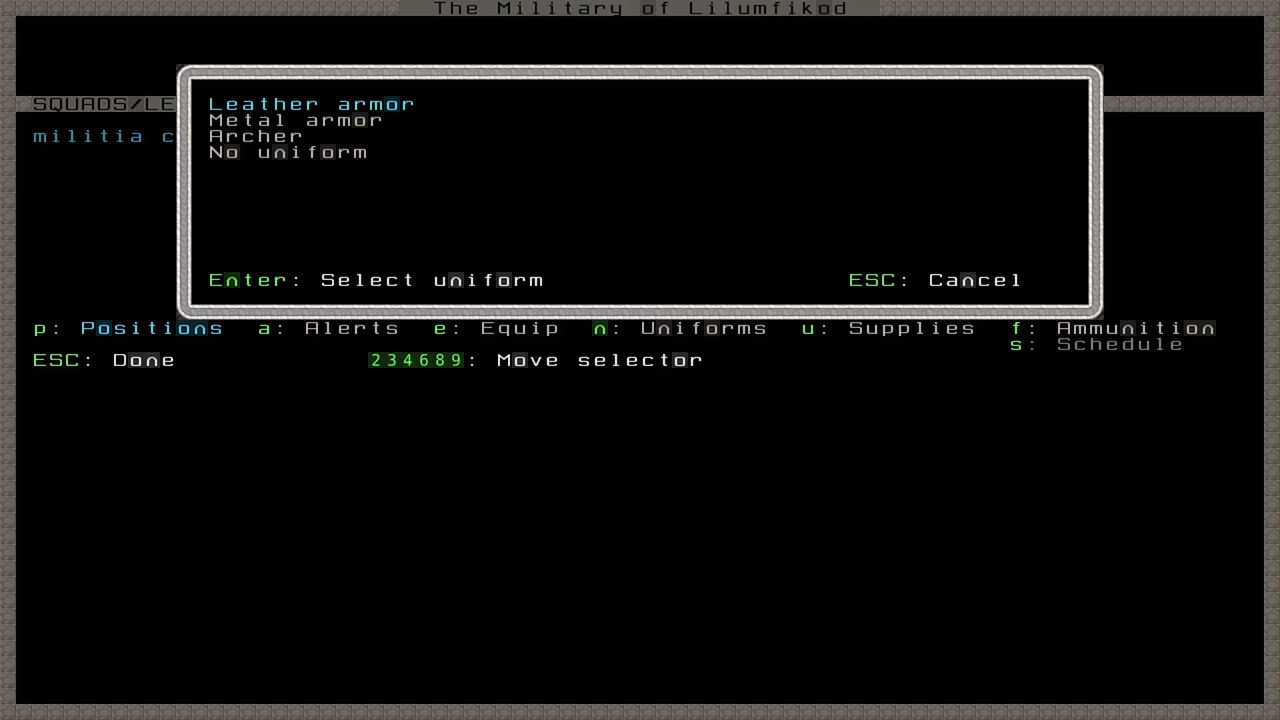 The Military of Lilumfikod
SQUADS/LE
militia c
Leather armor
Metal armor
Archer
No uniform
Enter: Select uniform ESC: Cancel
p: Positions a: Alerts e: Equip n: Uniforms u: Supplies f: Ammunition
s: Schedule
ESC: Done 234689: Move selector